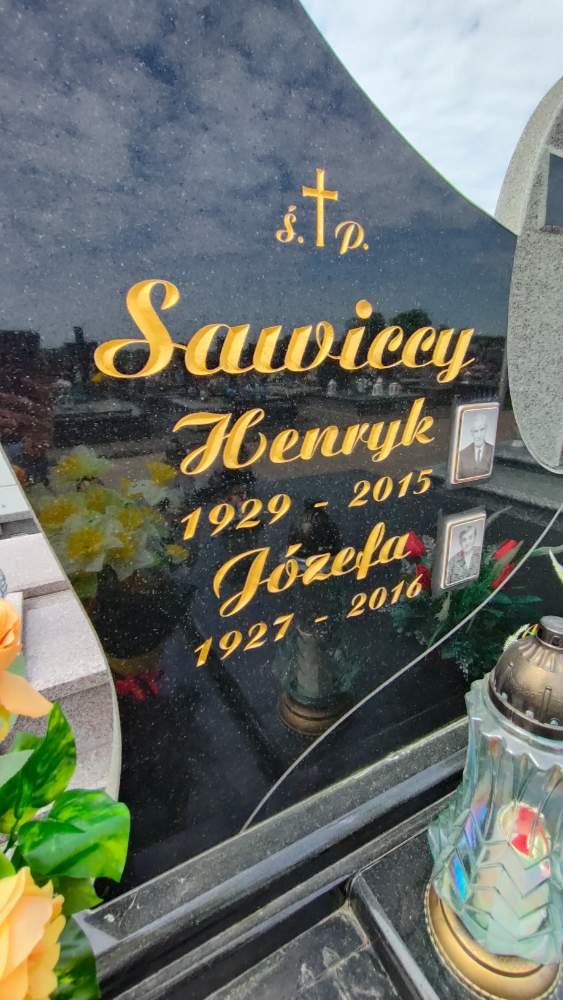 Ś. P.
Sawiccy
Henryk
1929 - 2015
Józefa
1927 - 2016